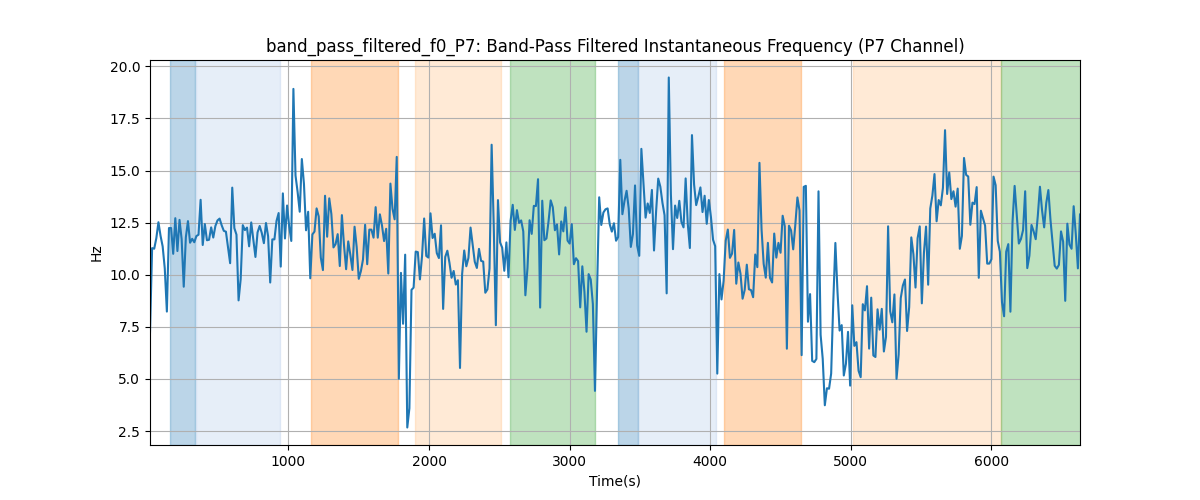 band_pass_filtered_f0_P7: Band-Pass Filtered Instantaneous Frequency (P7 Channel)
20.0
17.5
15.0
12.5
10.0
7.5
5.0
2.5
Hz
1000 2000 3000 4000 5000 6000
Time(s)